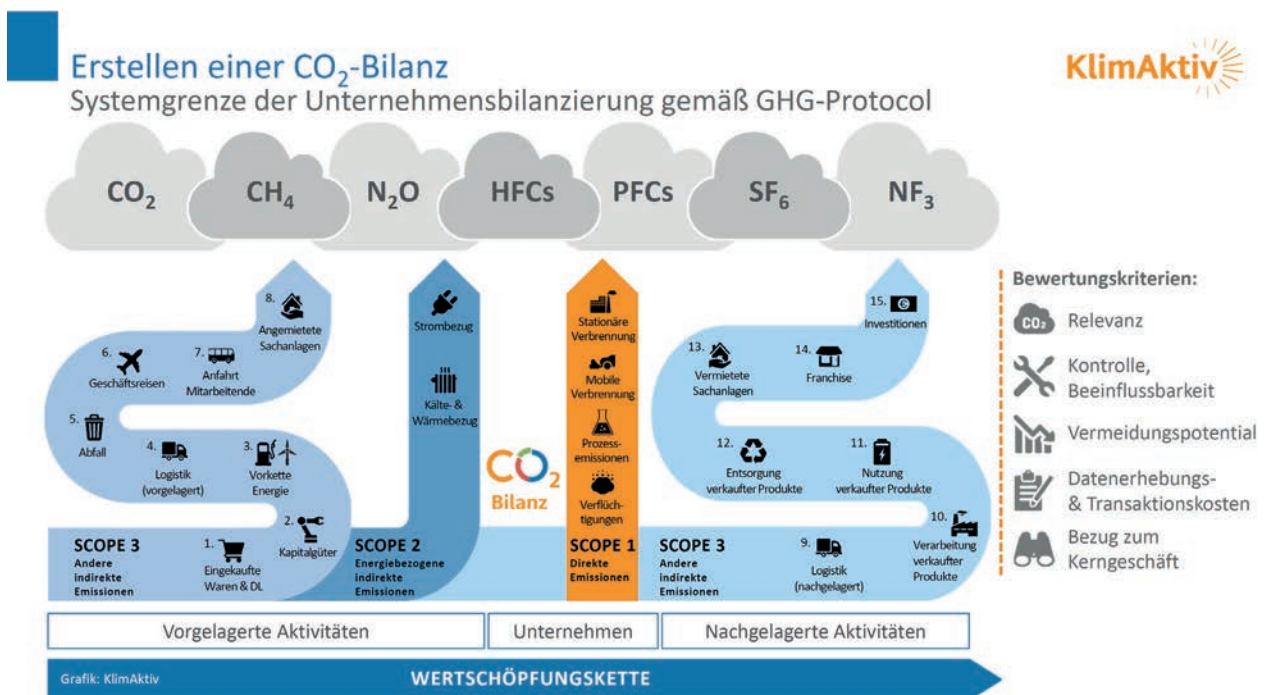 Erstellen einer CO₂-Bilanz
Systemgrenze der Unternehmensbilanzierung gemäß GHG-Protocol
KlimAktiv
CO₂
CH₄
N₂O
HFCs
PFCs
SF₆
NF₃
8.
Angemietete
Sachanlagen
6.
Geschäftsreisen
7.
Anfahrt
Mitarbeitende
5.
Abfall
4.
Logistik
(vorgelagert)
3.
Vorkette
Energie
2.
Kapitalgüter
1.
Eingekaufte
Waren & DL
SCOPE 3
Andere
Indirekte
Emissionen
Strombezug
Kälte- &
Wärmebezug
SCOPE 2
Energiebezogene
Indirekte
Emissionen
CO₂
Bilanz
Stationäre
Verbrennung
Mobile
Verbrennung
Prozess-
emissionen
Verflüch-
tigungen
SCOPE 1
Direkte
Emissionen
15.
Investitionen
13.
Vermietete
Sachanlagen
14.
Franchise
12.
Entsorgung
verkaufter Produkte
11.
Nutzung
verkaufter Produkte
10.
Verarbeitung
verkaufter
Produkte
9.
Logistik
(nachgelagert)
SCOPE 3
Andere
Indirekte
Emissionen
Bewertungskriterien:
CO₂
Relevanz
Kontrolle,
Beeinflussbarkeit
Vermeidungspotential
Datenerhebungs-
& Transaktionskosten
Bezug zum
Kerngeschäft
Vorgelagerte Aktivitäten
Unternehmen
Nachgelagerte Aktivitäten
Grafik: KlimAktiv
WERTSCHÖPFUNGSKETTE